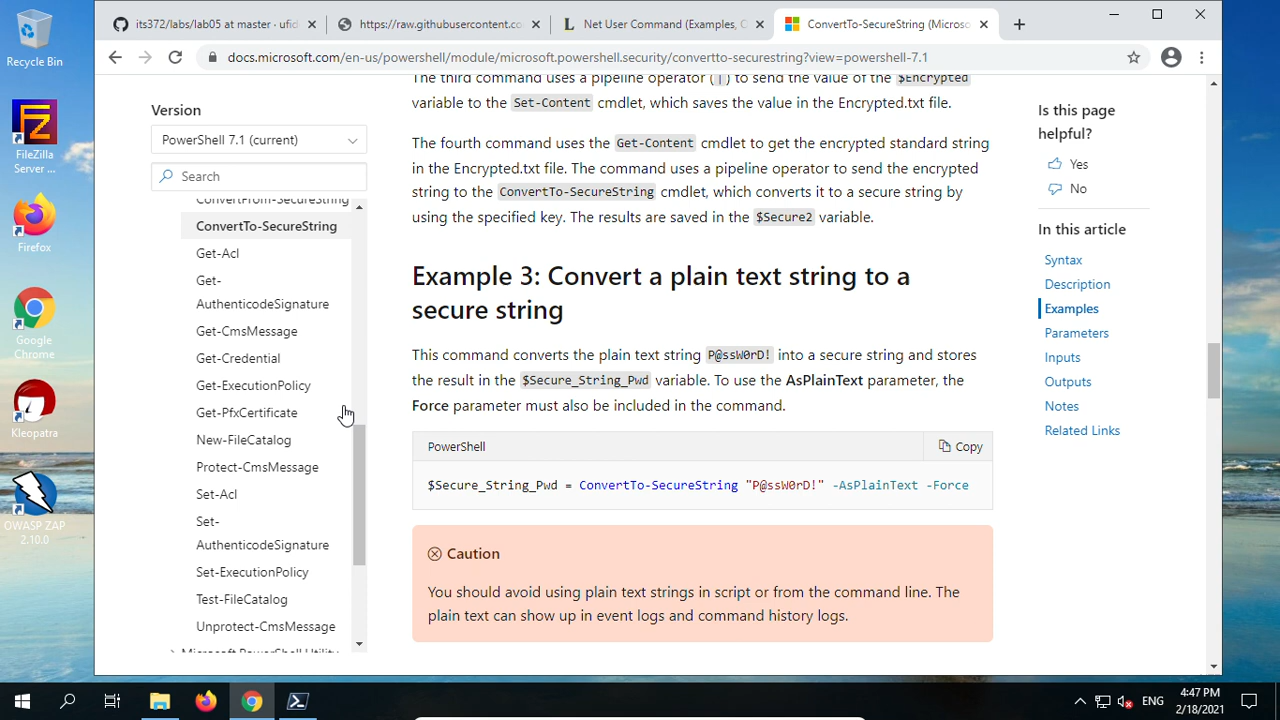 Recycle Bin
FileZilla
Server ...
Firefox
Google
Chrome
Kleopatra
OWASP ZAP
2.10.0
its372/labs/lab05 at master · ufid
https://raw.githubusercontent.co
Net User Command (Examples, O
ConvertTo-SecureString (Microso
docs.microsoft.com/en-us/powershell/module/microsoft.powershell.security/convertto-securestring?view=powershell-7.1
Version
PowerShell 7.1 (current)
Search
ConvertFrom-SecureString
ConvertTo-SecureString
Get-Acl
Get-
AuthenticodeSignature
Get-CmsMessage
Get-Credential
Get-ExecutionPolicy
Get-PfxCertificate
New-FileCatalog
Protect-CmsMessage
Set-Acl
Set-
AuthenticodeSignature
Set-ExecutionPolicy
Test-FileCatalog
Unprotect-CmsMessage
Microsoft.PowerShell.Utility
The third command uses a pipeline operator (|) to send the value of the $Encrypted
variable to the Set-Content cmdlet, which saves the value in the Encrypted.txt file.
The fourth command uses the Get-Content cmdlet to get the encrypted standard string
in the Encrypted.txt file. The command uses a pipeline operator to send the encrypted
string to the ConvertTo-SecureString cmdlet, which converts it to a secure string by
using the specified key. The results are saved in the $Secure2 variable.
Example 3: Convert a plain text string to a
secure string
This command converts the plain text string P@ssW0rD! into a secure string and stores
the result in the $Secure_String_Pwd variable. To use the AsPlainText parameter, the
Force parameter must also be included in the command.
PowerShell
Copy
$Secure_String_Pwd = ConvertTo-SecureString "P@ssW0rD!" -AsPlainText -Force
Caution
You should avoid using plain text strings in script or from the command line. The
plain text can show up in event logs and command history logs.
Is this page
helpful?
Yes
No
In this article
Syntax
Description
Examples
Parameters
Inputs
Outputs
Notes
Related Links
ENG
4:47 PM
2/18/2021